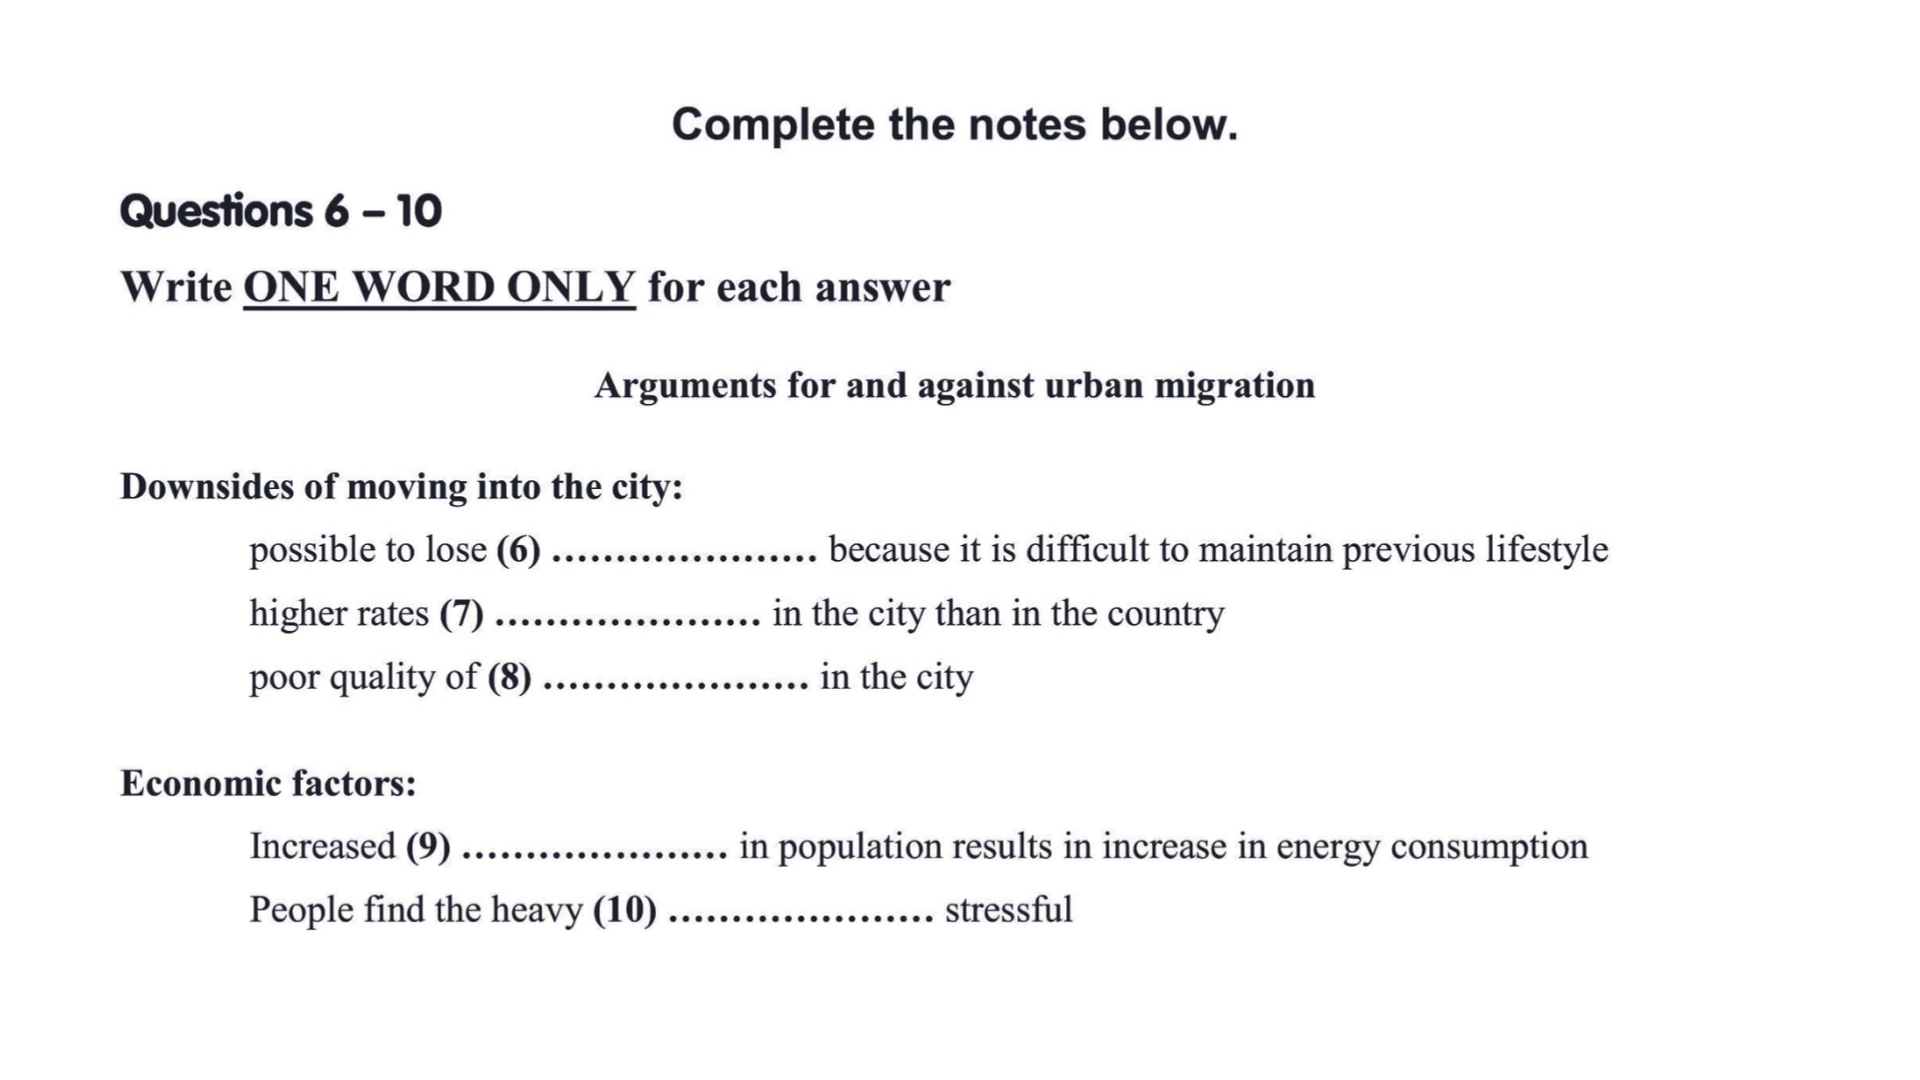 Complete the notes below.
Questions 6 – 10
Write ONE WORD ONLY for each answer
Arguments for and against urban migration
Downsides of moving into the city:
possible to lose (6) ..................... because it is difficult to maintain previous lifestyle
higher rates (7) ..................... in the city than in the country
poor quality of (8) ..................... in the city
Economic factors:
Increased (9) ..................... in population results in increase in energy consumption
People find the heavy (10) ..................... stressful